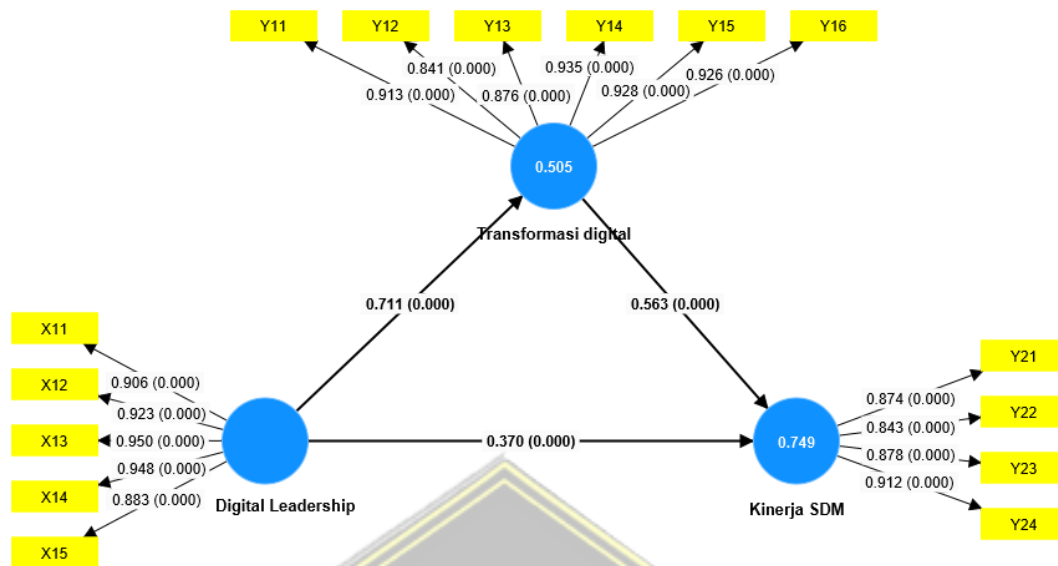 Y11 Y12 Y13 Y14 Y15 Y16
0.841 (0.000) 0.935 (0.000) 0.926 (0.000)
0.913 (0.000) 0.876 (0.000) 0.928 (0.000)
0.505
Transformasi digital
0.711 (0.000) 0.563 (0.000)
X11
0.906 (0.000)
X12
0.923 (0.000)
X13
0.950 (0.000)
X14
0.948 (0.000)
0.883 (0.000)
X15
Digital Leadership
0.370 (0.000)
0.749
Kinerja SDM
Y21
0.874 (0.000)
Y22
0.843 (0.000)
0.878 (0.000)
Y23
0.912 (0.000)
Y24